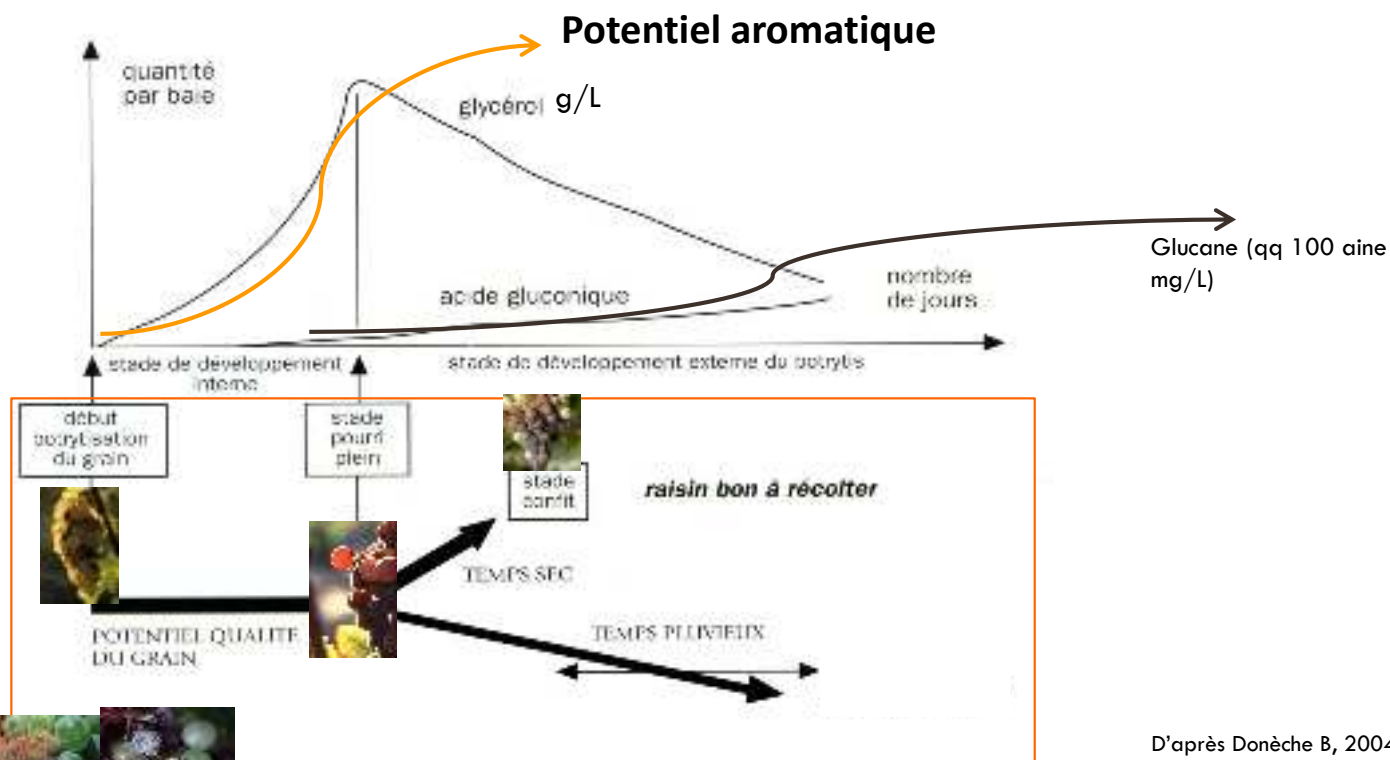 Potentiel aromatique
quantité
par baie
glycérol g/L
Glucane (qq 100 aine
mg/L)
acide gluconique
nombre
de jours
stade de développement
interne
stade de développement externe du botrytis
début
botrytisation
du grain
stade
pourri
plein
stade
confit
raisin bon à récolter
TEMPS SEC
POTENTIEL QUALITE
DU GRAIN
TEMPS PLUVIEUX
D'après Donèche B, 2004